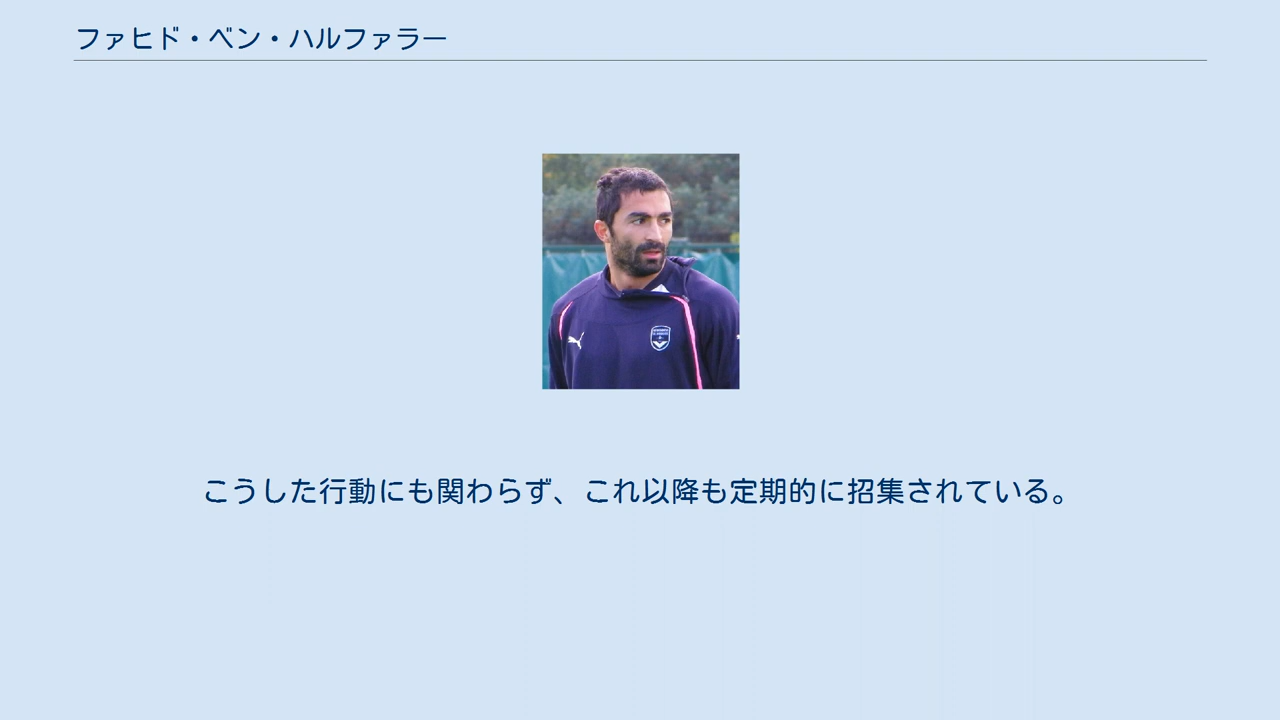 ファヒド・ベン・ハルファラー
こうした行動にも関わらず、これ以降も定期的に招集されている。